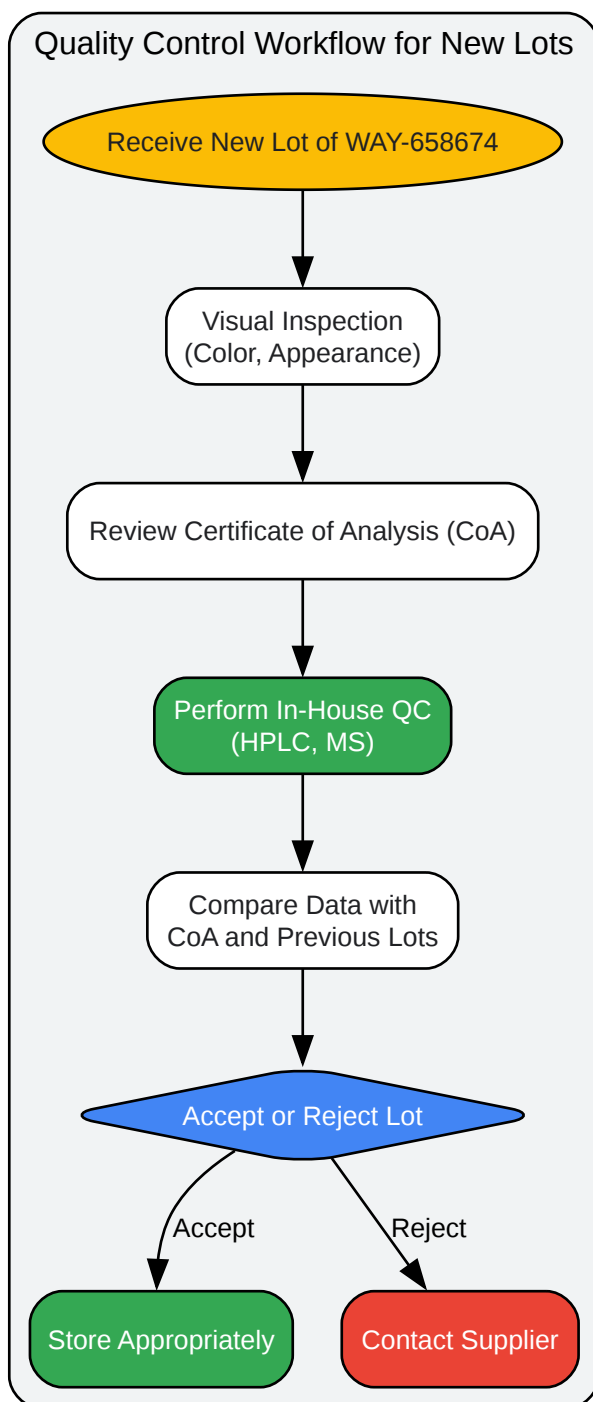 Quality Control Workflow for New Lots
Receive New Lot of WAY-658674
Visual Inspection
(Color, Appearance)
Review Certificate of Analysis (CoA)
Perform In-House QC
(HPLC, MS)
Compare Data with
CoA and Previous Lots
Accept or Reject Lot
Accept
Reject
Store Appropriately
Contact Supplier